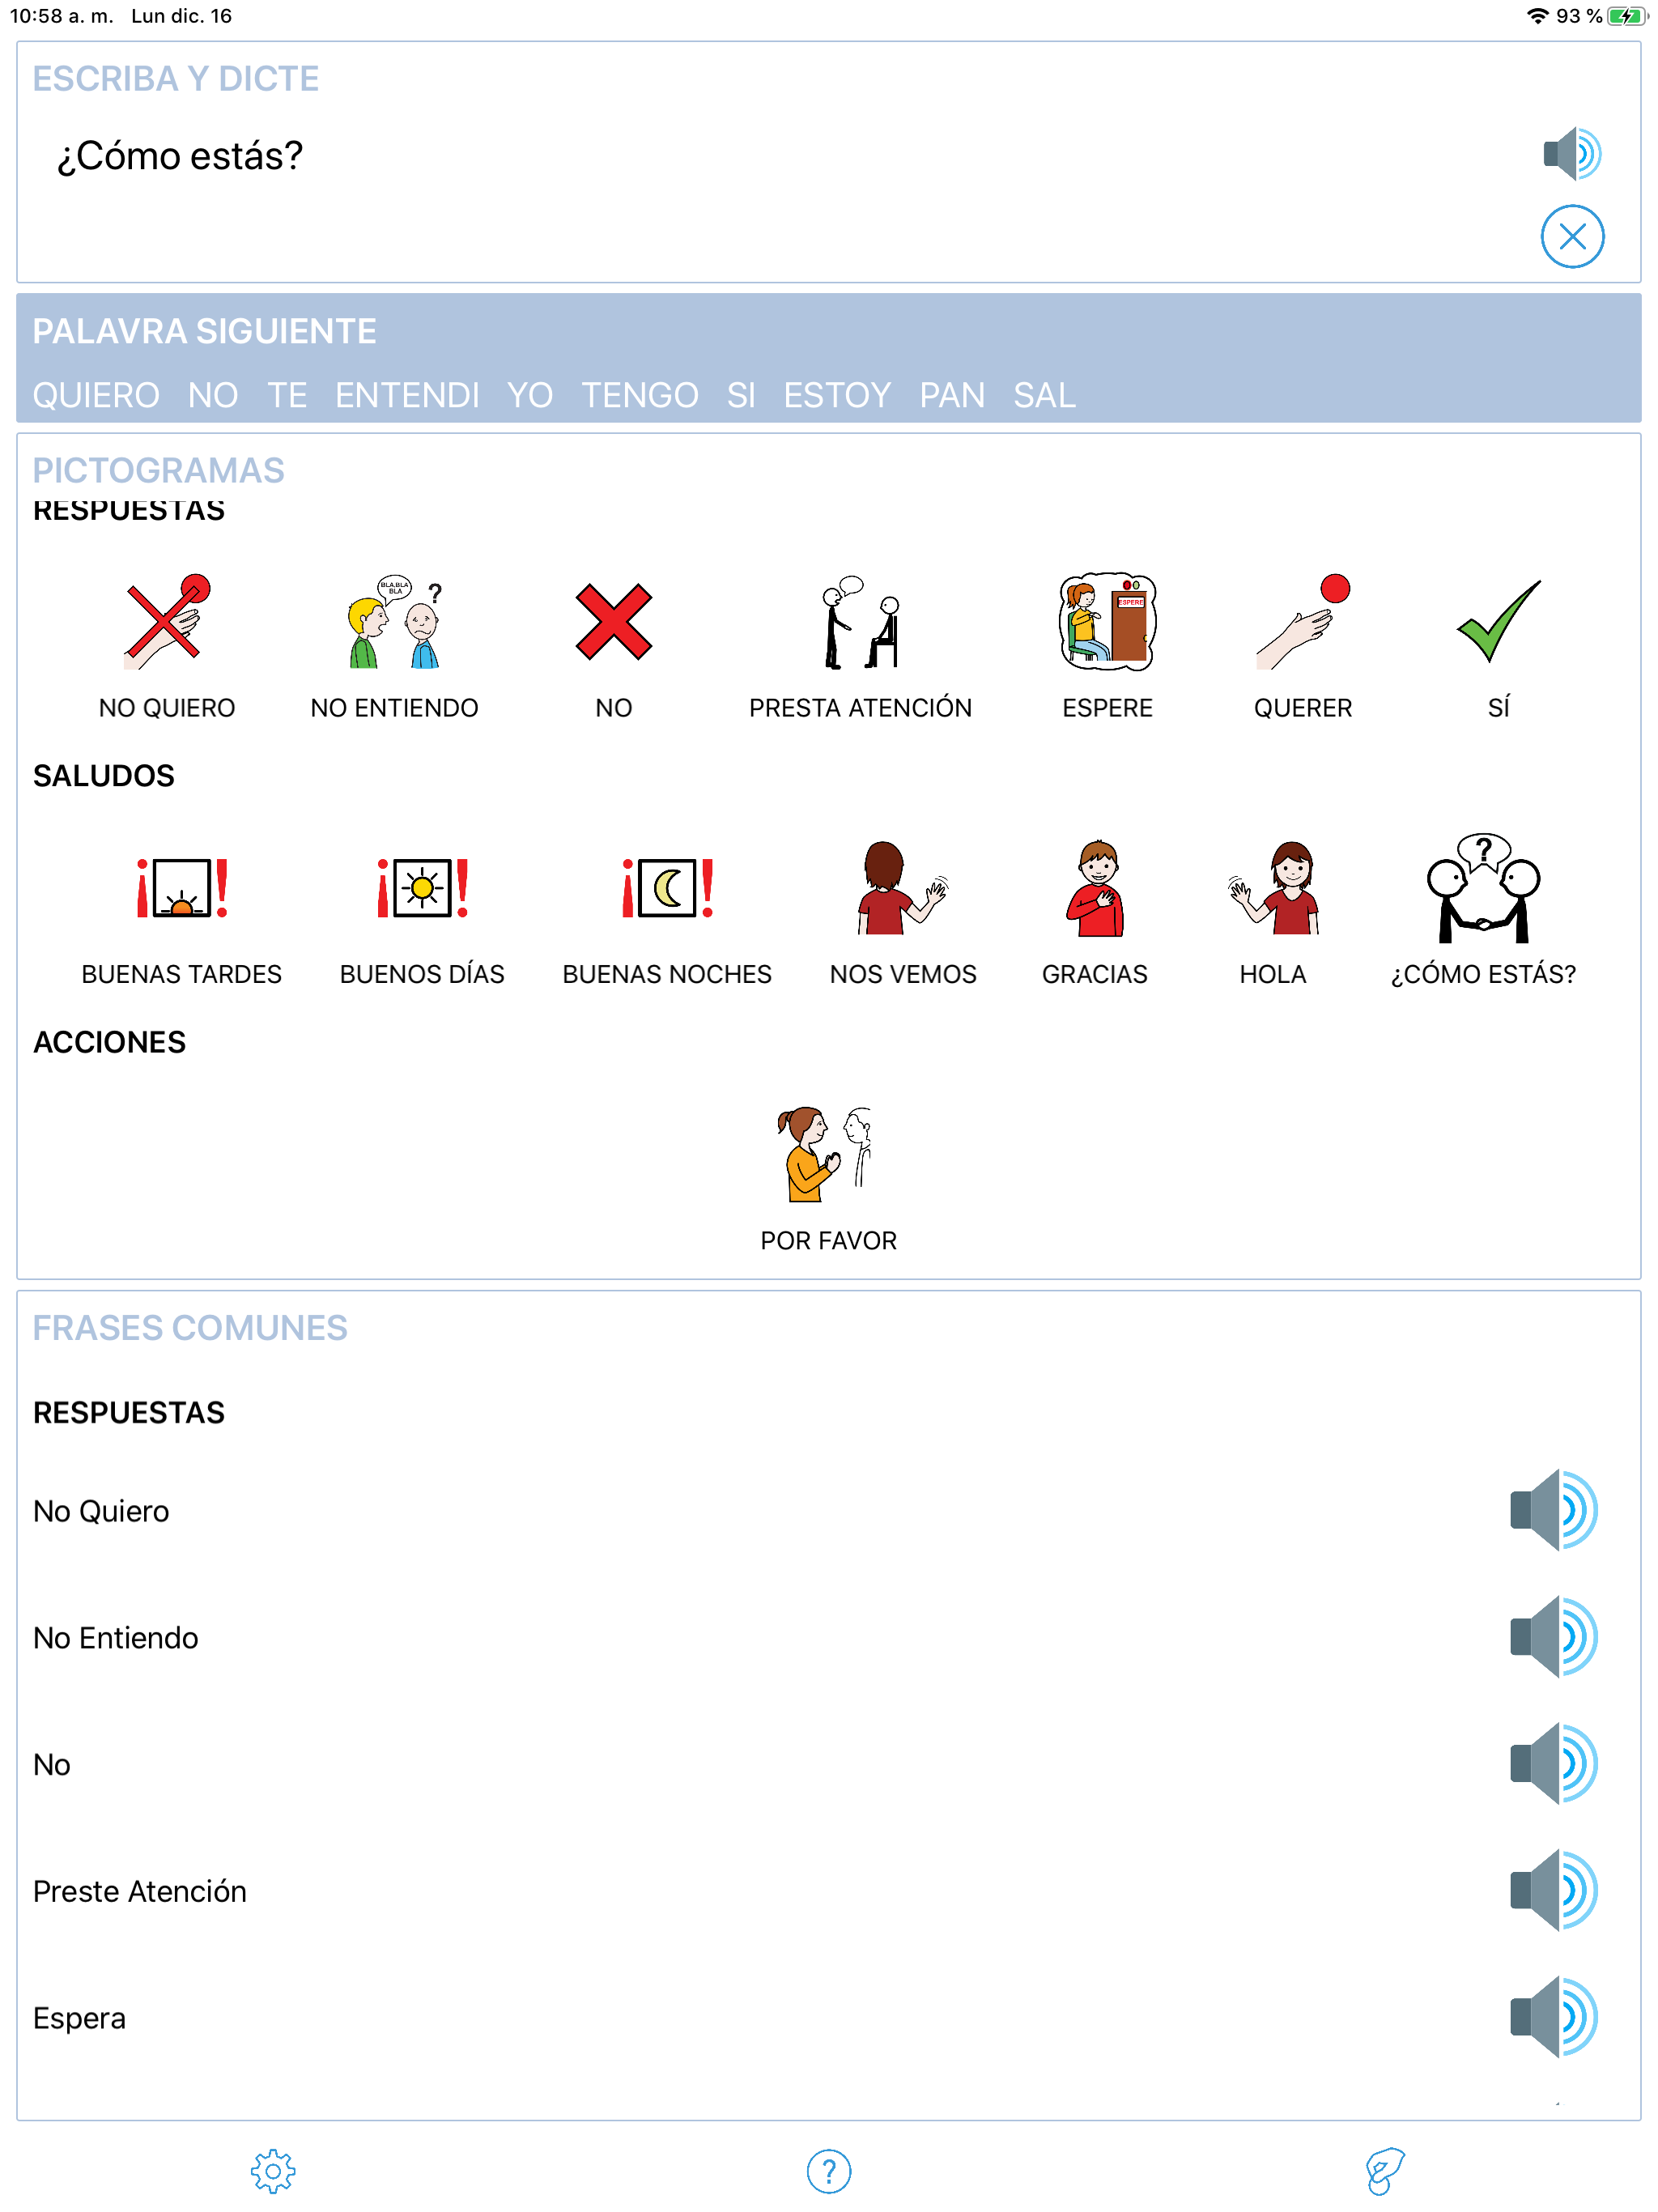 10:58 a. m. Lun dic. 16 93 %
ESCRIBA Y DICTE
¿Cómo estás?
PALAVRA SIGUIENTE
QUIERO NO TE ENTENDI YO TENGO SI ESTOY PAN SAL
PICTOGRAMAS
RESPUESTAS
BLA,BLA
BLA
?
ESPERE
NO QUIERO NO ENTIENDO NO PRESTA ATENCIÓN ESPERE QUERER SÍ
SALUDOS
¡ ! ¡ ! ¡ ! ?
BUENAS TARDES BUENOS DÍAS BUENAS NOCHES NOS VEMOS GRACIAS HOLA ¿CÓMO ESTÁS?
ACCIONES
POR FAVOR
FRASES COMUNES
RESPUESTAS
No Quiero
No Entiendo
No
Preste Atención
Espera
?